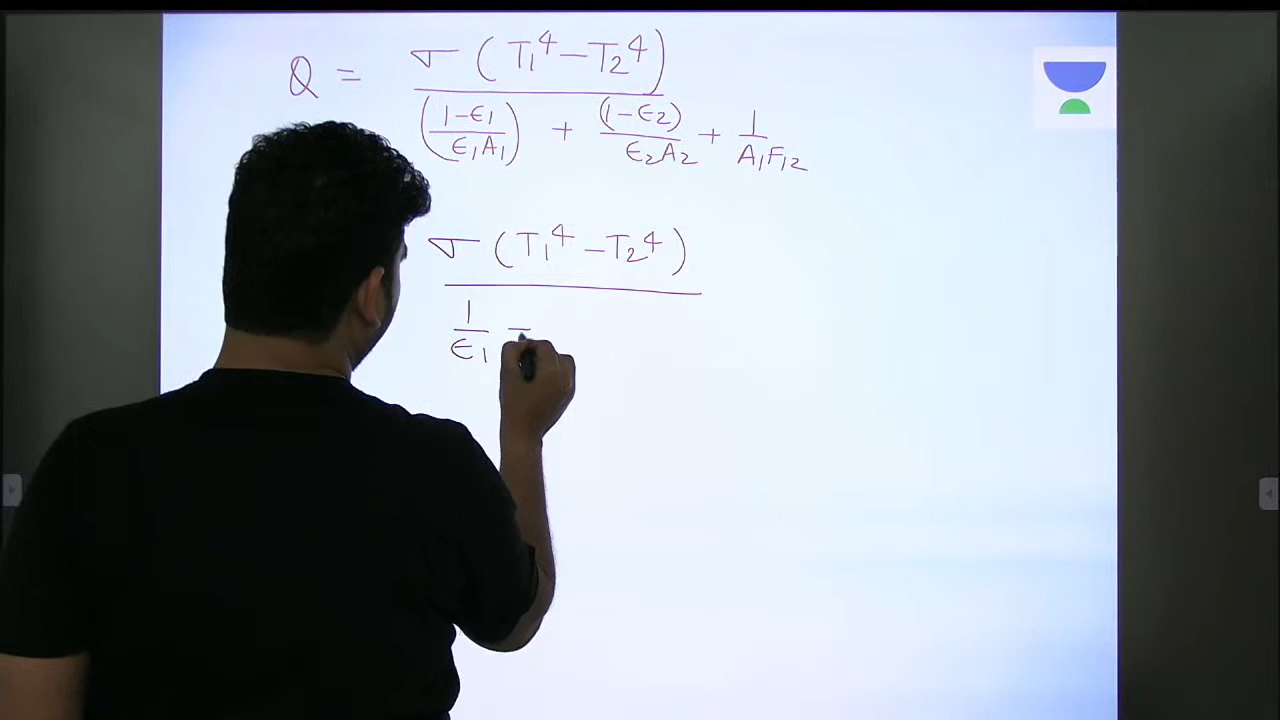 Q = σ (T₁⁴ – T₂⁴)
(1-ϵ₁ / ϵ₁A₁) + (1-ϵ₂) / ϵ₂A₂ + 1 / A₁F₁₂
σ (T₁⁴ – T₂⁴)
1 / ϵ₁ –